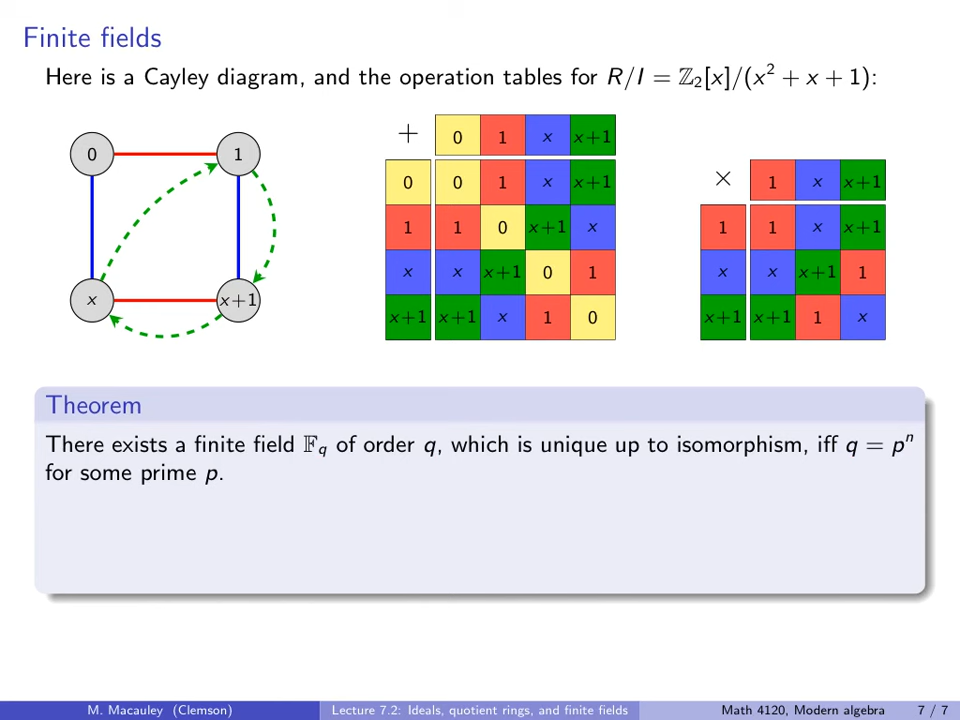 Finite fields
Here is a Cayley diagram, and the operation tables for R/I = ℤ₂[x]/(x² + x + 1):
0 1
x x+1
+ 0 1 x x+1
0 0 1 x x+1
1 1 0 x+1 x
x x x+1 0 1
x+1 x+1 x 1 0
× 1 x x+1
1 1 x x+1
x x x+1 1
x+1 x+1 1 x
Theorem
There exists a finite field 𝔽_q of order q, which is unique up to isomorphism, iff q = pⁿ
for some prime p.
M. Macauley (Clemson) Lecture 7.2: Ideals, quotient rings, and finite fields Math 4120, Modern algebra 7 / 7